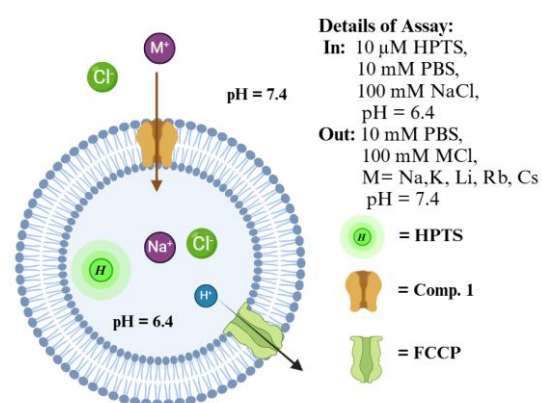 M⁺
Cl⁻
pH = 7.4
Na⁺
Cl⁻
H
H⁺
pH = 6.4
Details of Assay:
In: 10 µM HPTS,
10 mM PBS,
100 mM NaCl,
pH = 6.4
Out: 10 mM PBS,
100 mM MCl,
M= Na,K, Li, Rb, Cs
pH = 7.4
H = HPTS
= Comp. 1
= FCCP